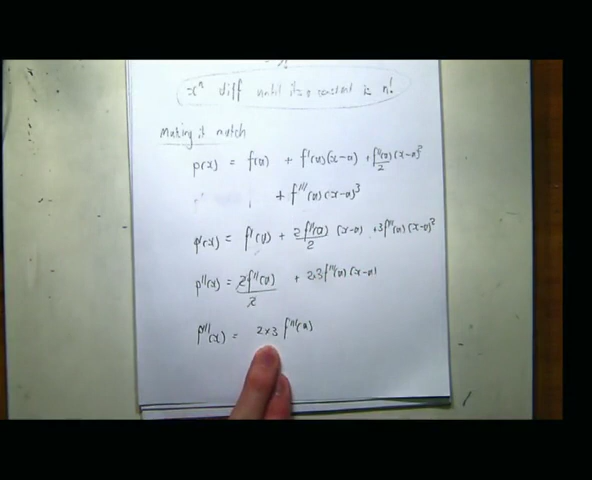 xⁿ diff until it's a constant is n!
Making it match
p(x) = f(a) + f'(a)(x-a) + f''(a)/2 (x-a)²
+ f'''(a)(x-a)³
p'(x) = f'(a) + 2f''(a)/2 (x-a) + 3f'''(a)(x-a)²
p''(x) = 2f''(a)/2 + 2·3f'''(a)(x-a)
f'''(x) = 2×3 f'''(a)